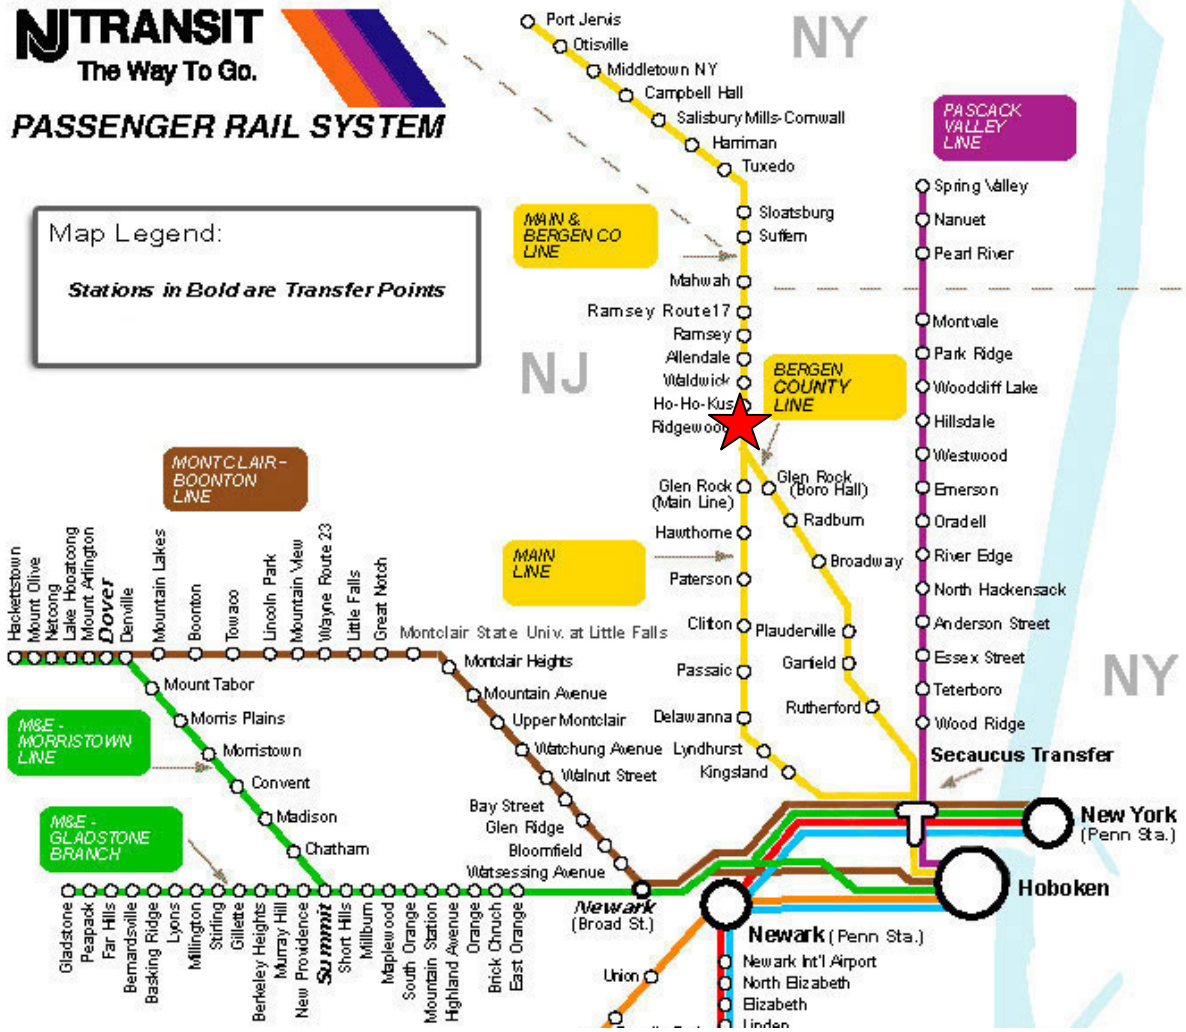 NJ TRANSIT
The Way To Go.
PASSENGER RAIL SYSTEM
Map Legend:
Stations in Bold are Transfer Points
NY
Port Jervis
Otisville
Middletown NY
Campbell Hall
Salisbury Mills-Cornwall
Harriman
Tuxedo
Sloatsburg
Suffern
MAIN &
BERGEN CO
LINE
Mahwah
Ramsey Route 17
Ramsey
Allendale
Waldwick
Ho-Ho-Kus
Ridgewood
NJ
BERGEN
COUNTY
LINE
PASCACK
VALLEY
LINE
Spring Valley
Nanuet
Pearl River
Montvale
Park Ridge
Woodcliff Lake
Hillsdale
Westwood
Emerson
Oradell
River Edge
North Hackensack
Anderson Street
Essex Street
Teterboro
Wood Ridge
NY
Secaucus Transfer
Glen Rock
(Main Line)
Hawthorne
Paterson
Clifton
Passaic
Delawanna
Lyndhurst
Kingsland
MAIN
LINE
Glen Rock
(Boro Hall)
Radburn
Broadway
Plauderville
Garfield
Rutherford
MONTCLAIR-
BOONTON
LINE
Hackettstown
Mount Olive
Netcong
Lake Hopatcong
Mount Arlington
Dover
Denville
Mountain Lakes
Boonton
Towaco
Lincoln Park
Mountain View
Wayne Route 23
Little Falls
Great Notch
Montclair State Univ. at Little Falls
Montclair Heights
Mountain Avenue
Upper Montclair
Watchung Avenue
Walnut Street
Bay Street
Glen Ridge
Bloomfield
Watsessing Avenue
M&E -
MORRISTOWN
LINE
Mount Tabor
Morris Plains
Morristown
Convent
Madison
Chatham
M&E -
GLADSTONE
BRANCH
Gladstone
Peapack
Far Hills
Bernardsville
Basking Ridge
Lyons
Millington
Stirling
Gillette
Berkeley Heights
Murray Hill
New Providence
Summit
Short Hills
Millburn
Maplewood
South Orange
Mountain Station
Highland Avenue
Orange
Brick Chruch
East Orange
Newark
(Broad St.)
New York
(Penn Sta.)
Hoboken
Newark (Penn Sta.)
Newark Int'l Airport
North Elizabeth
Elizabeth
Linden
Union